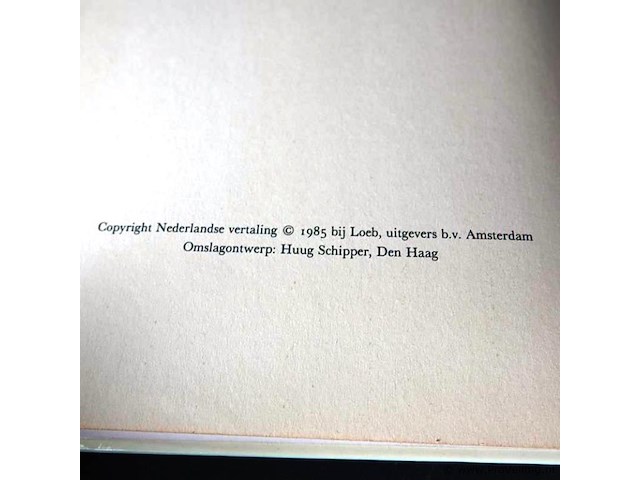 Copyright Nederlandse vertaling © 1985 bij Loeb, uitgevers b.v. Amsterdam
Omslagontwerp: Huug Schipper, Den Haag